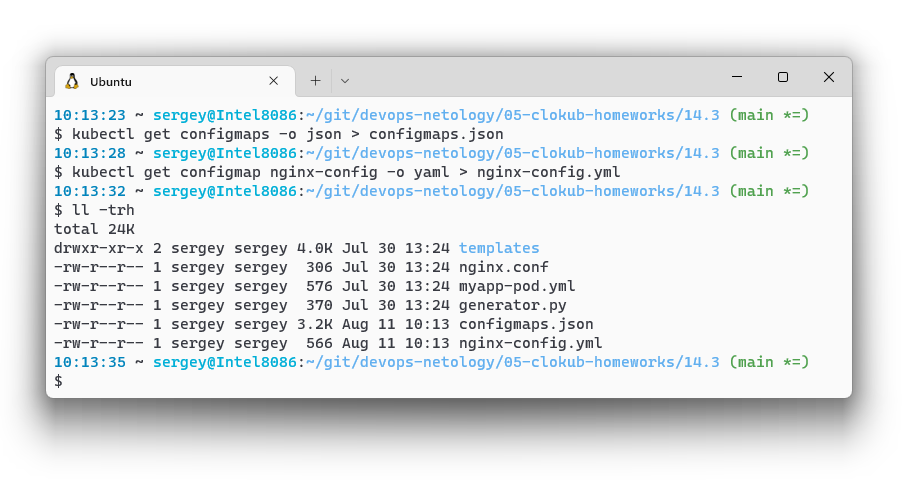 Ubuntu
10:13:23 ~ sergey@Intel8086:~/git/devops-netology/05-clokub-homeworks/14.3 (main *=)
$ kubectl get configmaps -o json > configmaps.json
10:13:28 ~ sergey@Intel8086:~/git/devops-netology/05-clokub-homeworks/14.3 (main *=)
$ kubectl get configmap nginx-config -o yaml > nginx-config.yml
10:13:32 ~ sergey@Intel8086:~/git/devops-netology/05-clokub-homeworks/14.3 (main *=)
$ ll -trh
total 24K
drwxr-xr-x 2 sergey sergey 4.0K Jul 30 13:24 templates
-rw-r--r-- 1 sergey sergey  306 Jul 30 13:24 nginx.conf
-rw-r--r-- 1 sergey sergey  576 Jul 30 13:24 myapp-pod.yml
-rw-r--r-- 1 sergey sergey  370 Jul 30 13:24 generator.py
-rw-r--r-- 1 sergey sergey 3.2K Aug 11 10:13 configmaps.json
-rw-r--r-- 1 sergey sergey  566 Aug 11 10:13 nginx-config.yml
10:13:35 ~ sergey@Intel8086:~/git/devops-netology/05-clokub-homeworks/14.3 (main *=)
$